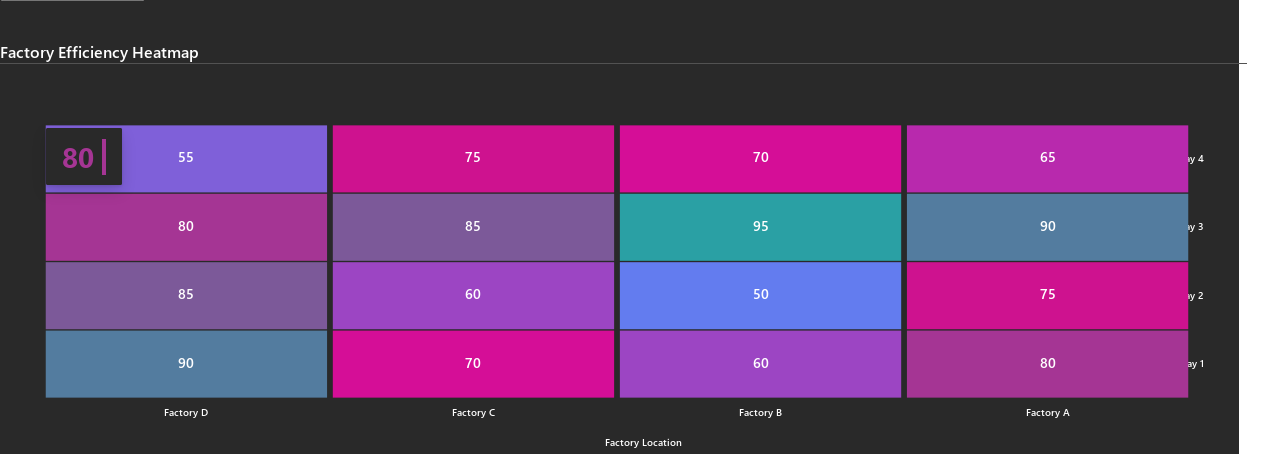 Factory Efficiency Heatmap
80
55 75 70 65 ay 4
80 85 95 90 ay 3
85 60 50 75 ay 2
90 70 60 80 ay 1
Factory D Factory C Factory B Factory A
Factory Location